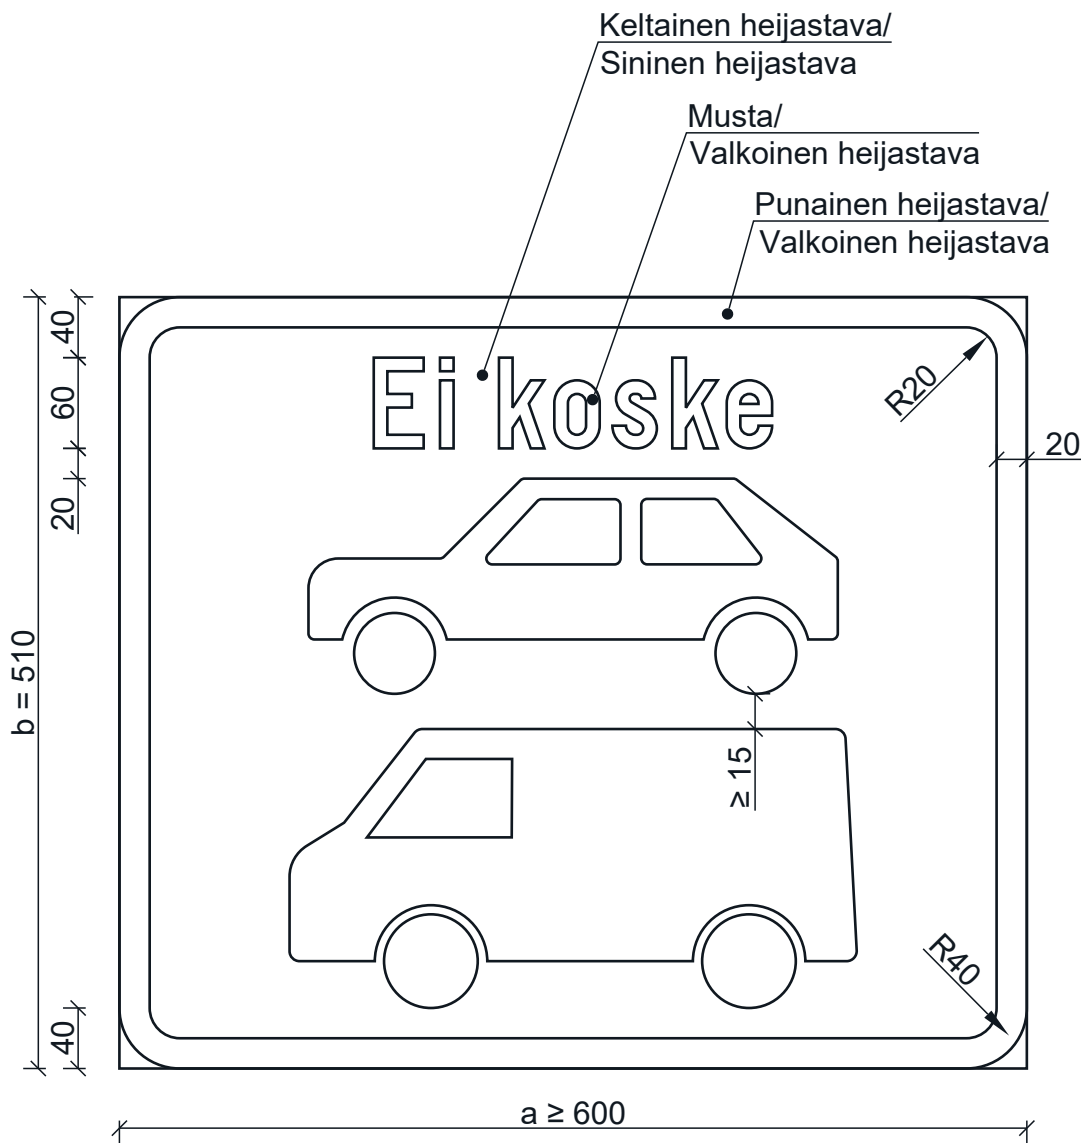 Keltainen heijastava/
Sininen heijastava
Musta/
Valkoinen heijastava
Punainen heijastava/
Valkoinen heijastava
40
60
20
b = 510
40
Ei koske
R20
20
≥ 15
R40
a ≥ 600